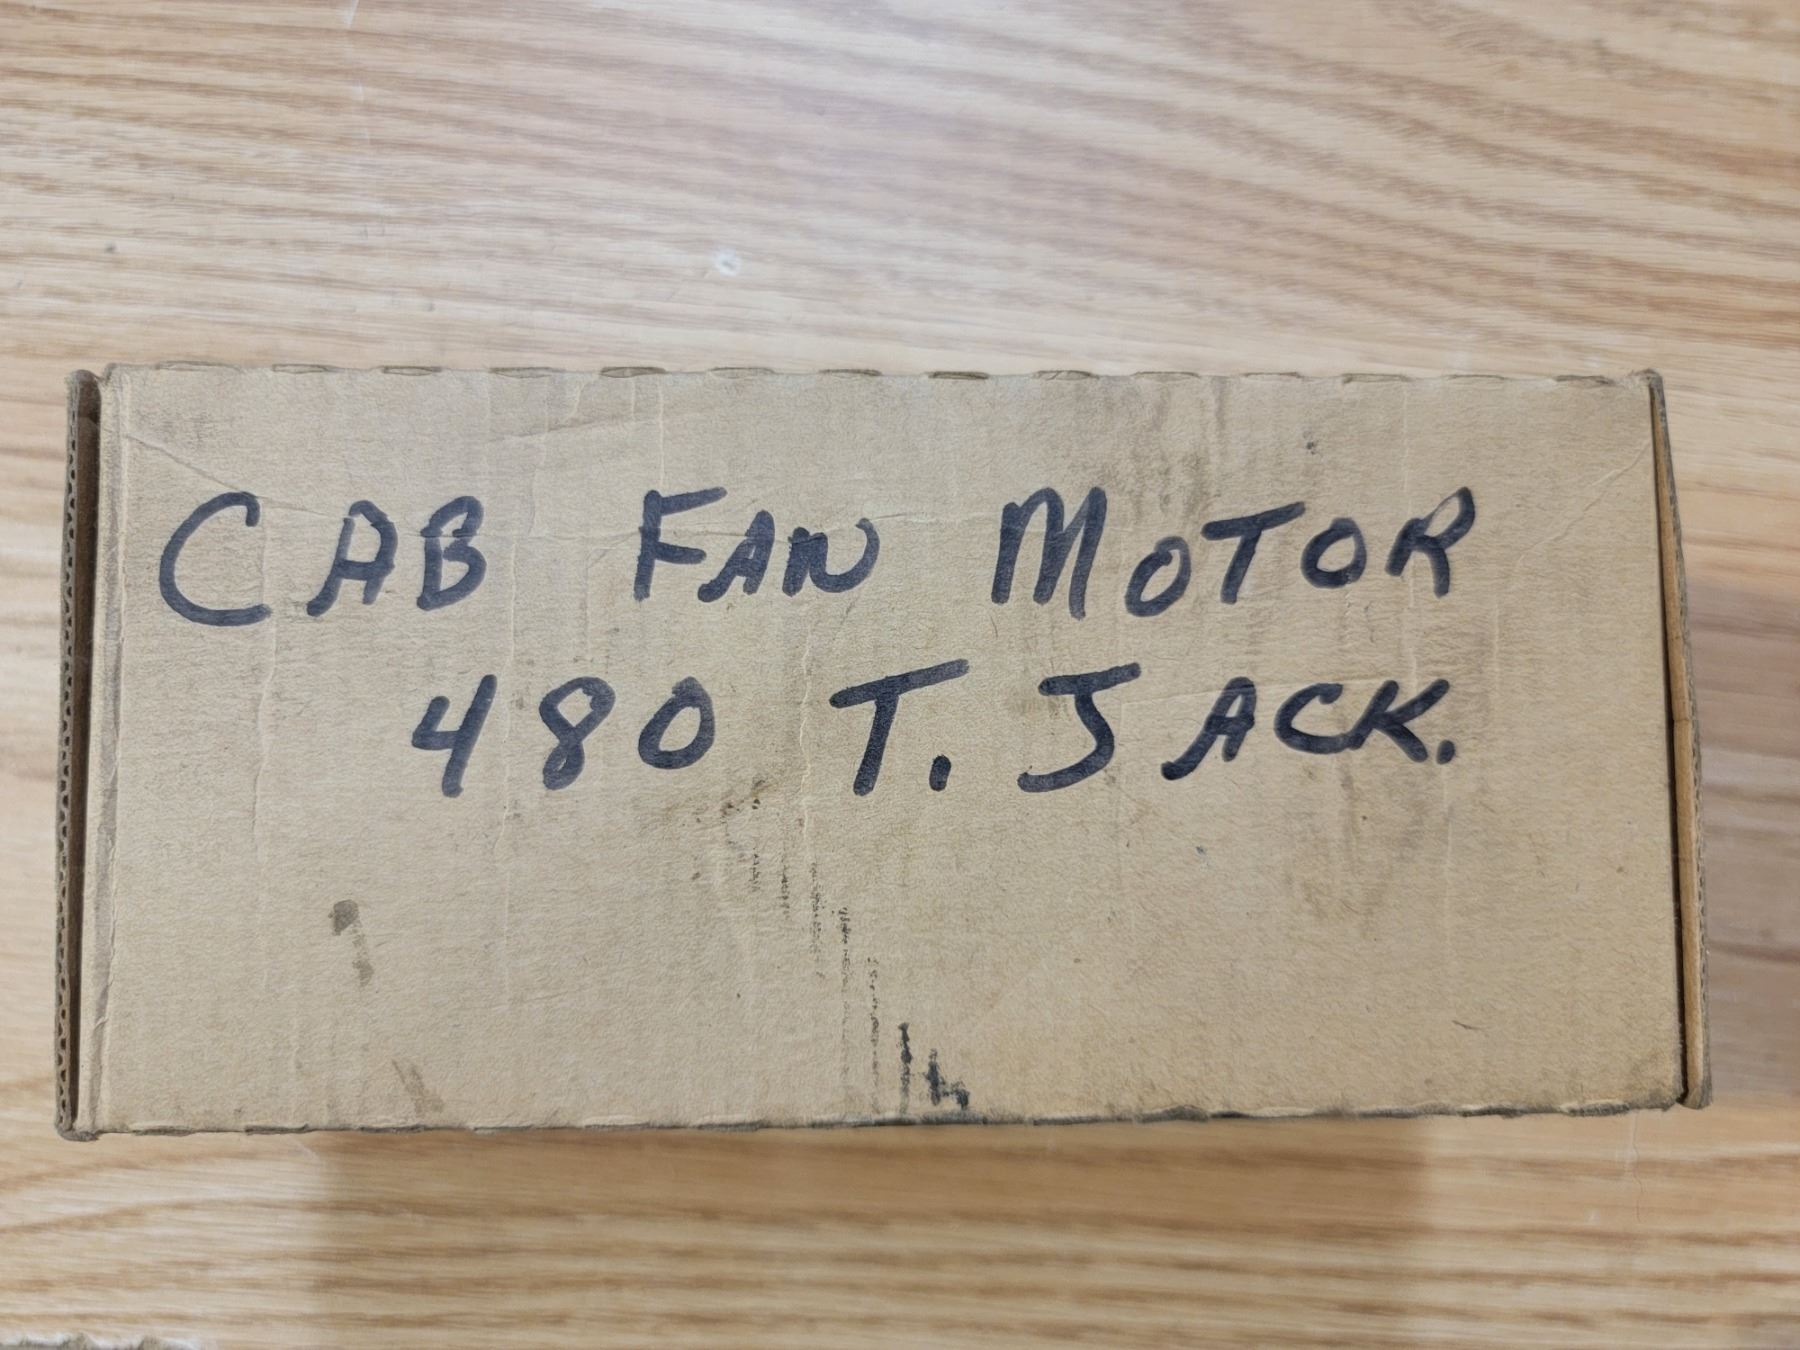 CAB FAN MOTOR
480 T. JACK.